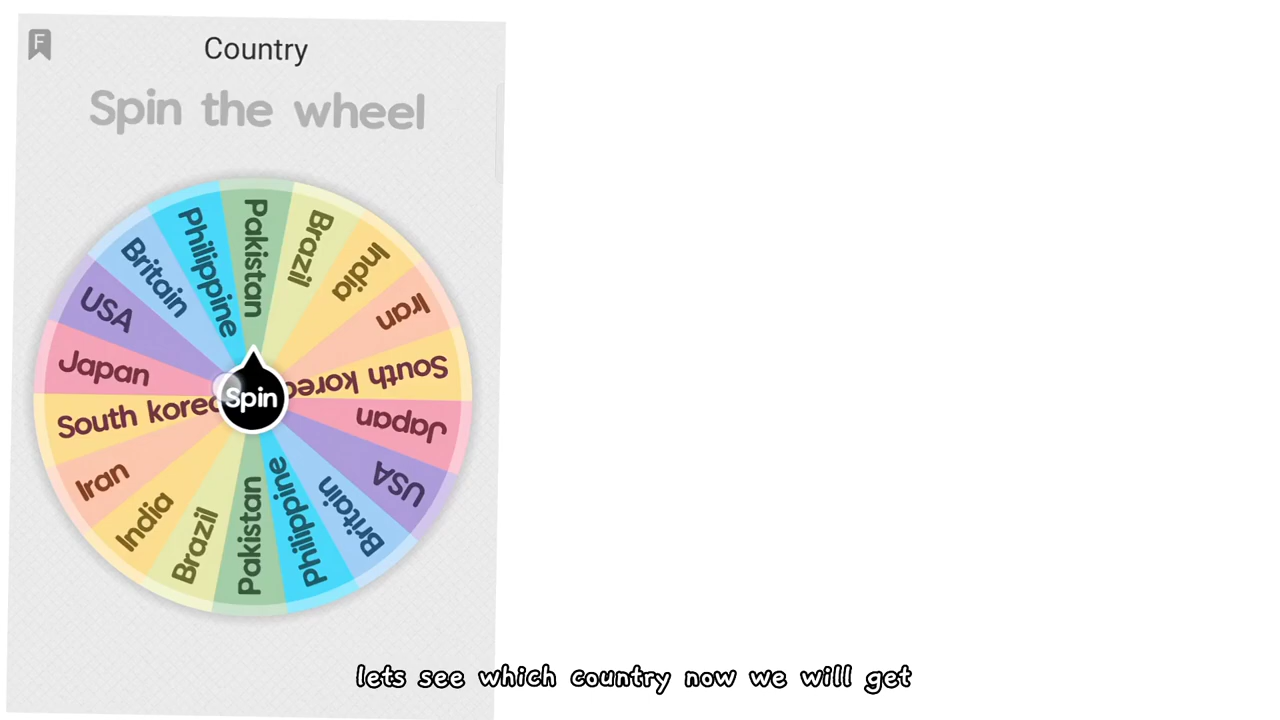 F
Country
Spin the wheel
Pakistan
Brazil
India
Iran
South korea
Japan
USA
Britain
Philippine
Pakistan
Brazil
India
Iran
South korea
Japan
USA
Britain
Philippine
Spin
lets see which country now we will get